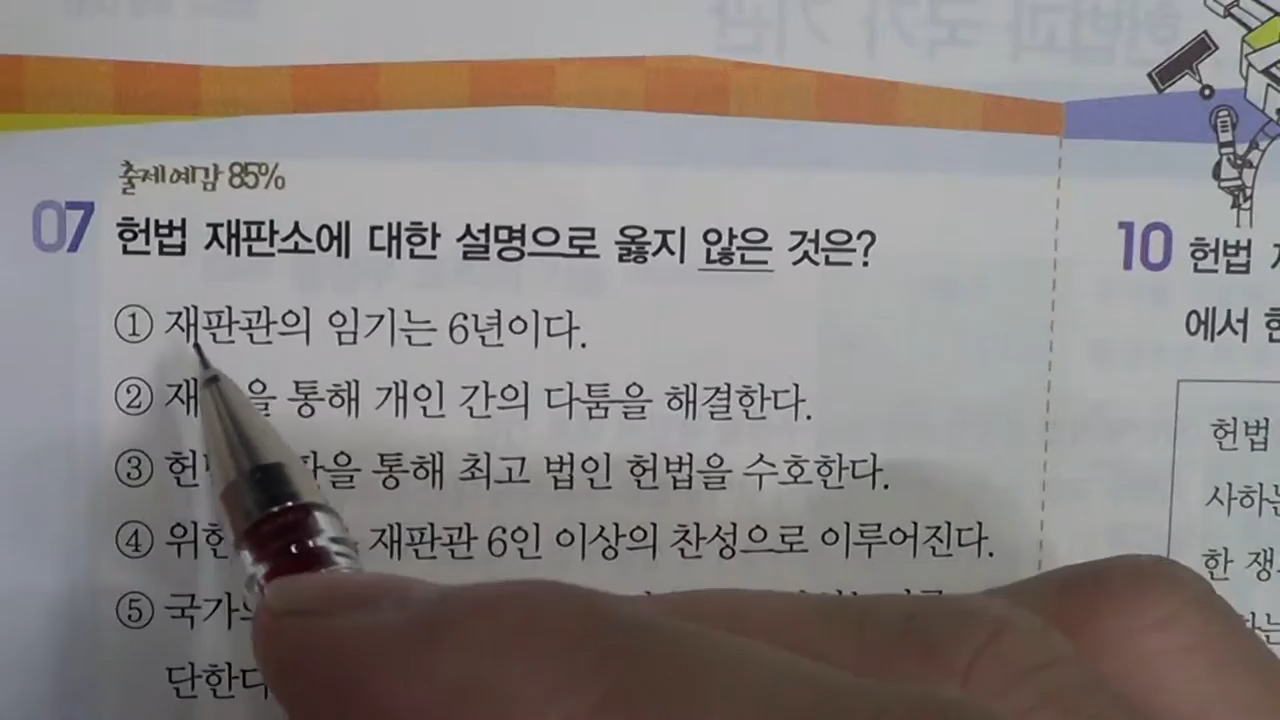 출제예감 85%
07 헌법 재판소에 대한 설명으로 옳지 않은 것은?
① 재판관의 임기는 6년이다.
② 재 을 통해 개인 간의 다툼을 해결한다.
③ 헌 을 통해 최고 법인 헌법을 수호한다.
④ 위헌 재판관 6인 이상의 찬성으로 이루어진다.
⑤ 국가
단한다
10 헌법
에서
헌법
사하는
한 쟁